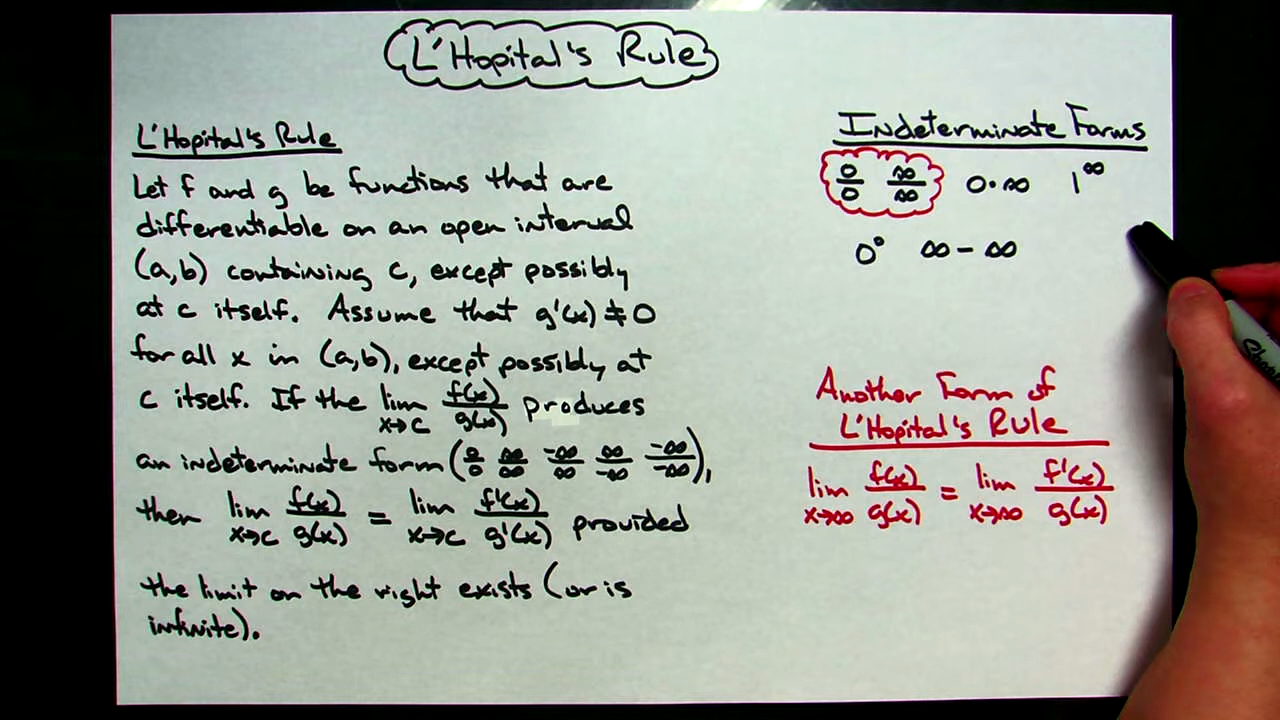 L'Hopital's Rule
L'Hopital's Rule
Let f and g be functions that are
differentiable on an open interval
(a,b) containing c, except possibly
at c itself. Assume that g'(x) ≠ 0
for all x in (a,b), except possibly at
c itself. If the lim x→c f(x)/g(x) produces
an indeterminate form (0/0 ∞/∞ -∞/∞ ∞/-∞ -∞/-∞),
then lim x→c f(x)/g(x) = lim x→c f'(x)/g'(x) provided
the limit on the right exists (or is
infinite).
Indeterminate Forms
0/0 ∞/∞ 0·∞ 1^∞
0^0 ∞-∞
Another Form of
L'Hopital's Rule
lim x→∞ f(x)/g(x) = lim x→∞ f'(x)/g(x)